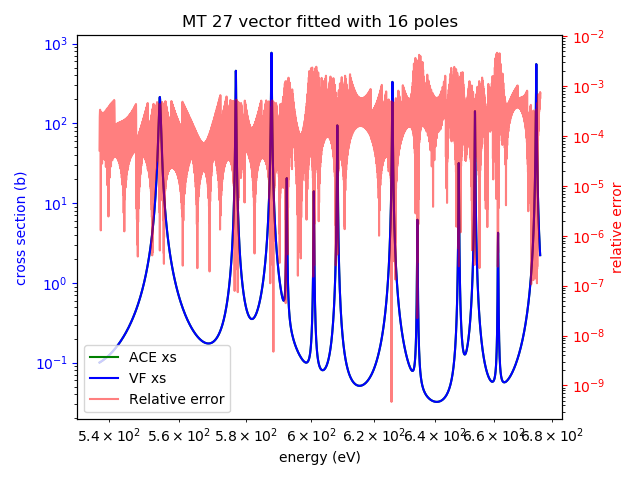 MT 27 vector fitted with 16 poles
10³
10²
10¹
10⁰
10⁻¹
cross section (b)
10⁻²
10⁻³
10⁻⁴
10⁻⁵
10⁻⁶
10⁻⁷
10⁻⁸
10⁻⁹
relative error
ACE xs
VF xs
Relative error
5.4 × 10² 5.6 × 10² 5.8 × 10² 6 × 10² 6.2 × 10² 6.4 × 10² 6.6 × 10² 6.8 × 10²
energy (eV)